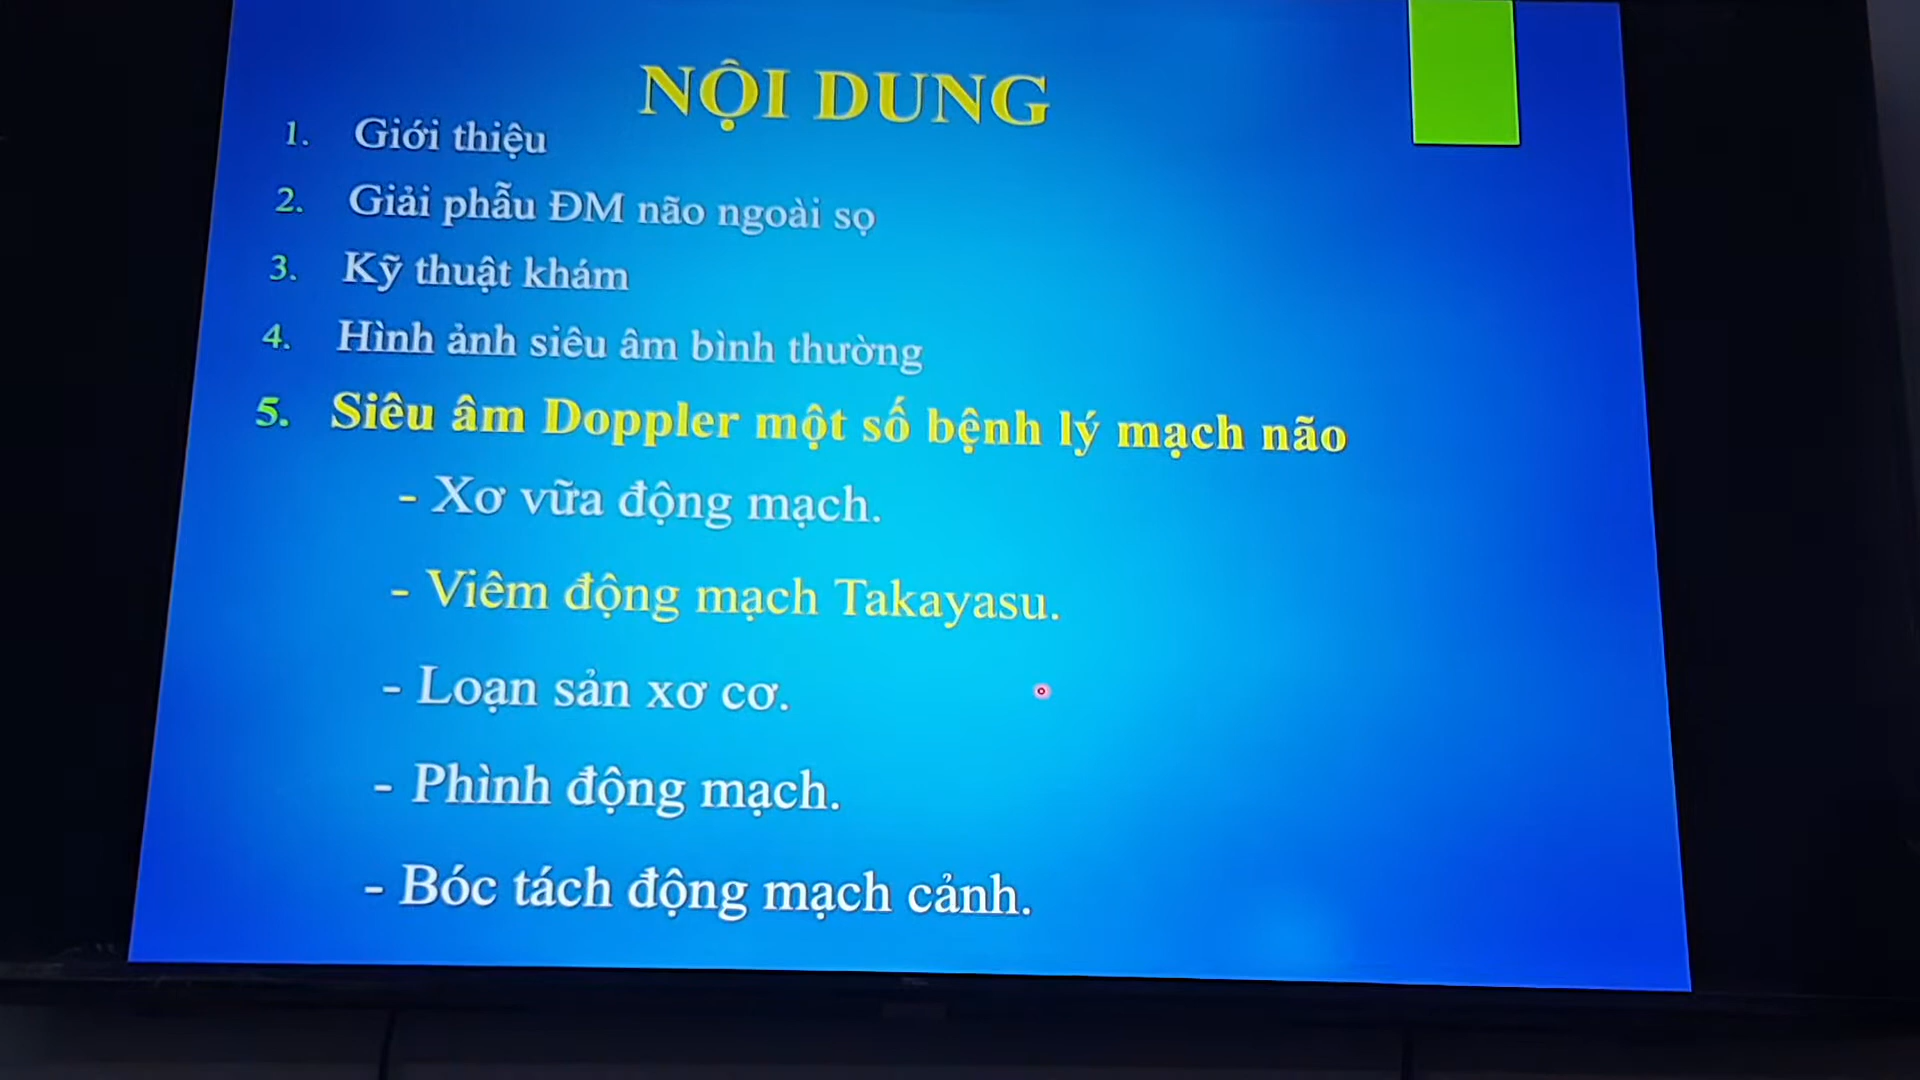 NỘI DUNG
1. Giới thiệu
2. Giải phẫu ĐM não ngoài sọ
3. Kỹ thuật khám
4. Hình ảnh siêu âm bình thường
5. Siêu âm Doppler một số bệnh lý mạch não
- Xơ vữa động mạch.
- Viêm động mạch Takayasu.
- Loạn sản xơ cơ.
- Phình động mạch.
- Bóc tách động mạch cảnh.